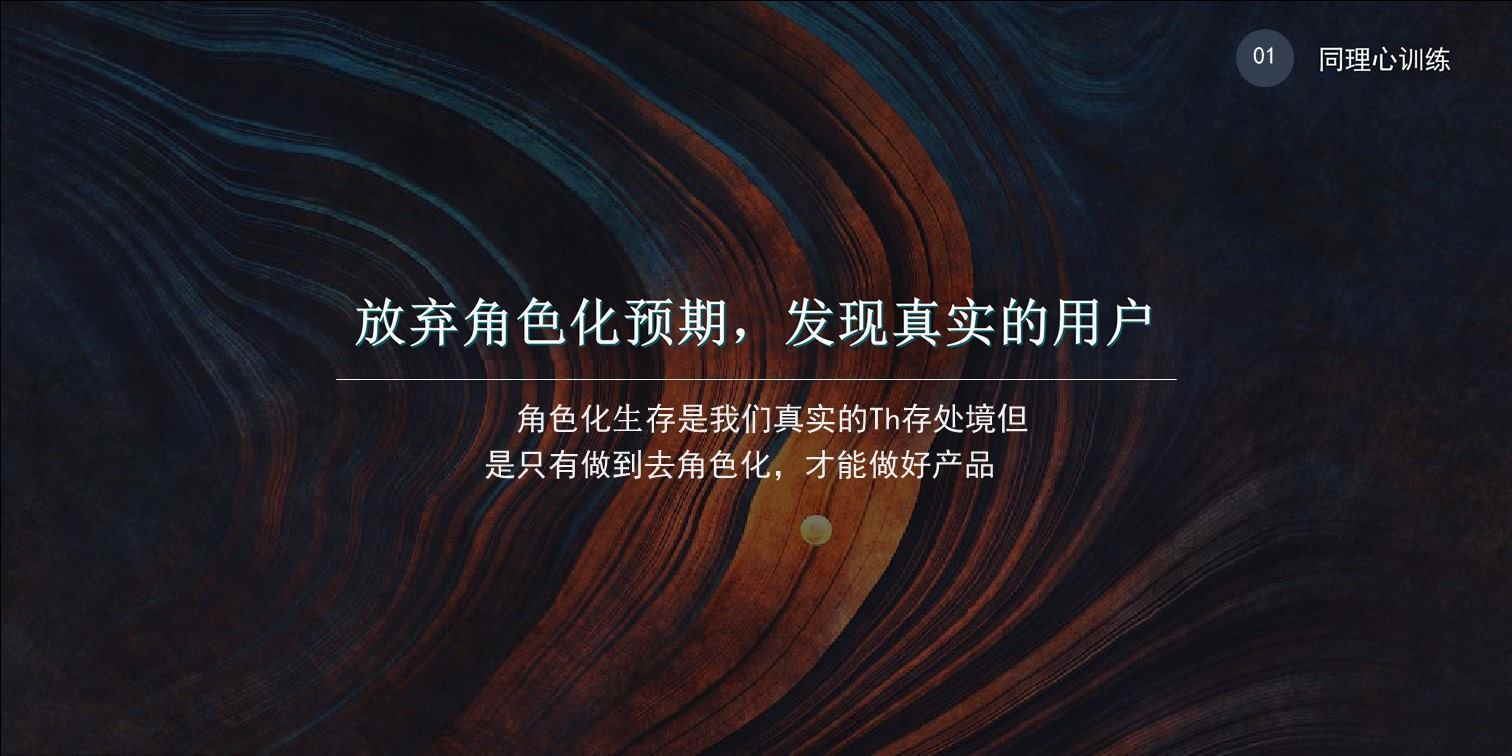 01 同理心训练
放弃角色化预期，发现真实的用户
角色化生存是我们真实的Th存处境但
是只有做到去角色化，才能做好产品